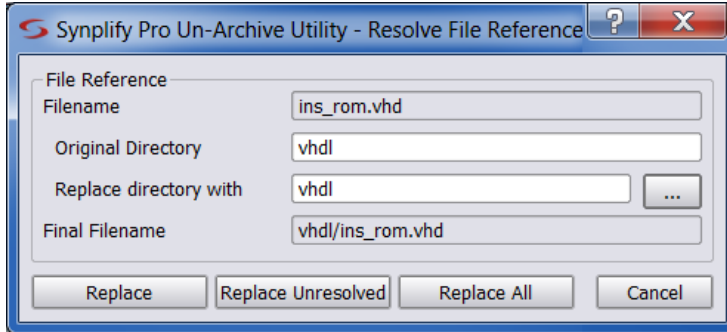 Synplify Pro Un-Archive Utility - Resolve File Reference
File Reference
Filename ins_rom.vhd
Original Directory vhdl
Replace directory with vhdl ...
Final Filename vhdl/ins_rom.vhd
Replace Replace Unresolved Replace All Cancel